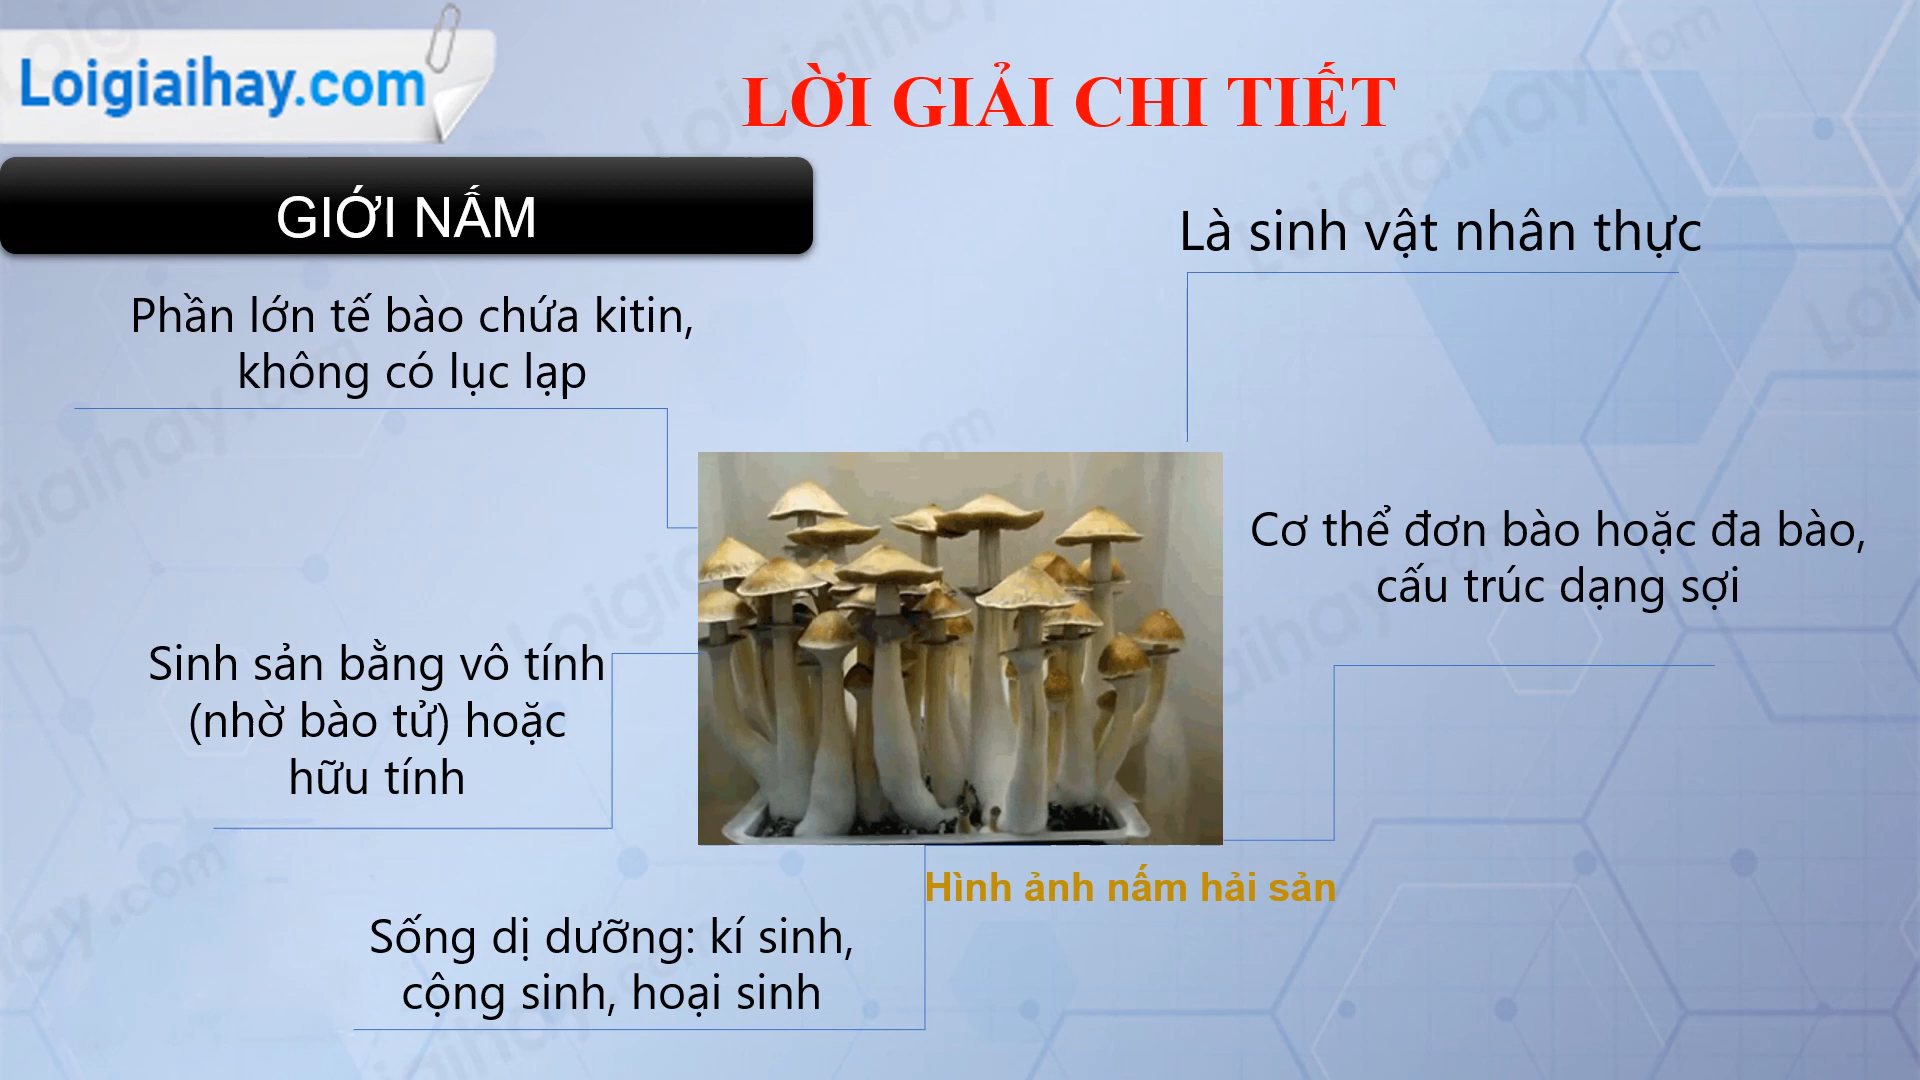 Loigiaihay.com
LỜI GIẢI CHI TIẾT
GIỚI NẤM
Là sinh vật nhân thực
Phần lớn tế bào chứa kitin,
không có lục lạp
Cơ thể đơn bào hoặc đa bào,
cấu trúc dạng sợi
Sinh sản bằng vô tính
(nhờ bào tử) hoặc
hữu tính
Hình ảnh nấm hải sản
Sống dị dưỡng: kí sinh,
cộng sinh, hoại sinh